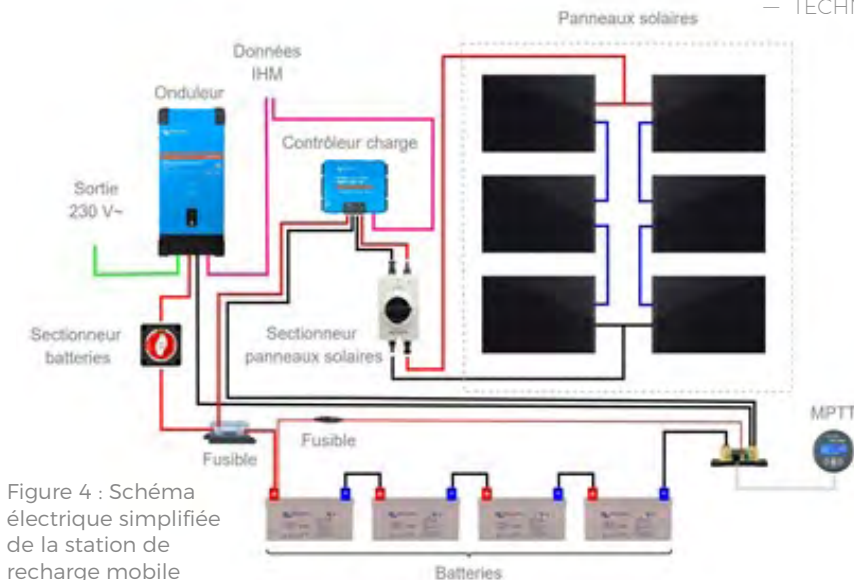 — TECHN
Panneaux solaires
Données
IHM
Onduleur
Contrôleur charge
Sortie
230 V~
Sectionneur
batteries
Sectionneur
panneaux solaires
MPTT
Fusible
Fusible
Figure 4 : Schéma
électrique simplifiée
de la station de
recharge mobile
Batteries